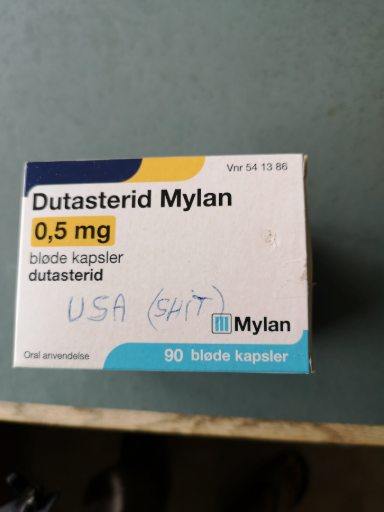 Vnr 54 13 86
Dutasterid Mylan
0,5 mg
bløde kapsler
dutasterid
USA (SHIT)
Mylan
Oral anvendelse
90 bløde kapsler